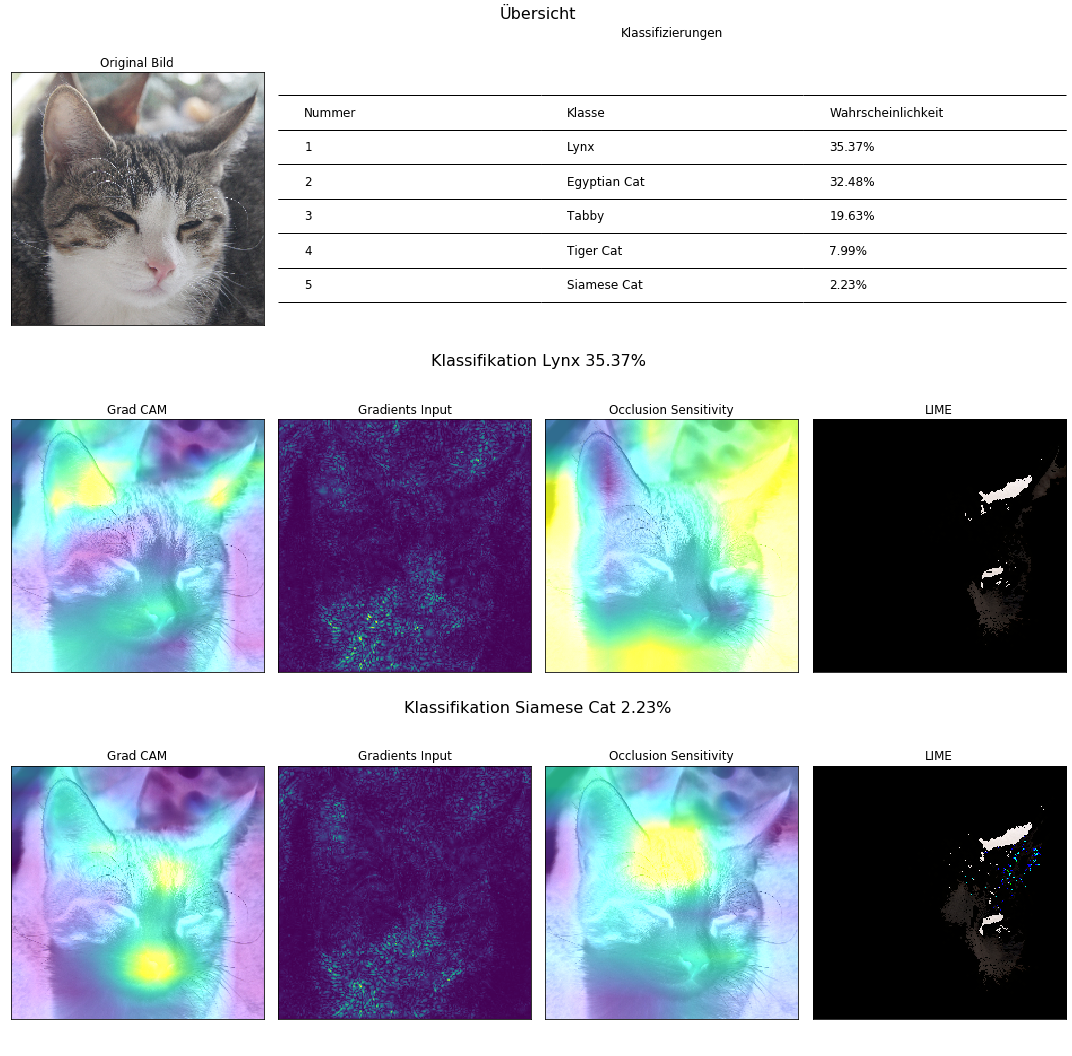 Übersicht
Klassifizierungen
Original Bild
Nummer Klasse Wahrscheinlichkeit
1 Lynx 35.37%
2 Egyptian Cat 32.48%
3 Tabby 19.63%
4 Tiger Cat 7.99%
5 Siamese Cat 2.23%
Klassifikation Lynx 35.37%
Grad CAM Gradients Input Occlusion Sensitivity LIME
Klassifikation Siamese Cat 2.23%
Grad CAM Gradients Input Occlusion Sensitivity LIME